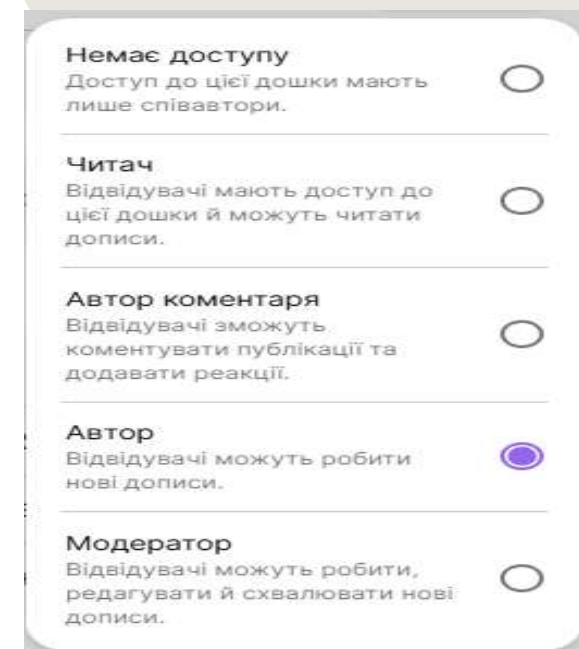 Немає доступу
Доступ до цієї дошки мають
лише співавтори.
Читач
Відвідувачі мають доступ до
цієї дошки й можуть читати
дописи.
Автор коментаря
Відвідувачі зможуть
коментувати публікації та
додавати реакції.
Автор
Відвідувачі можуть робити
нові дописи.
Модератор
Відвідувачі можуть робити,
редагувати й схвалювати нові
дописи.